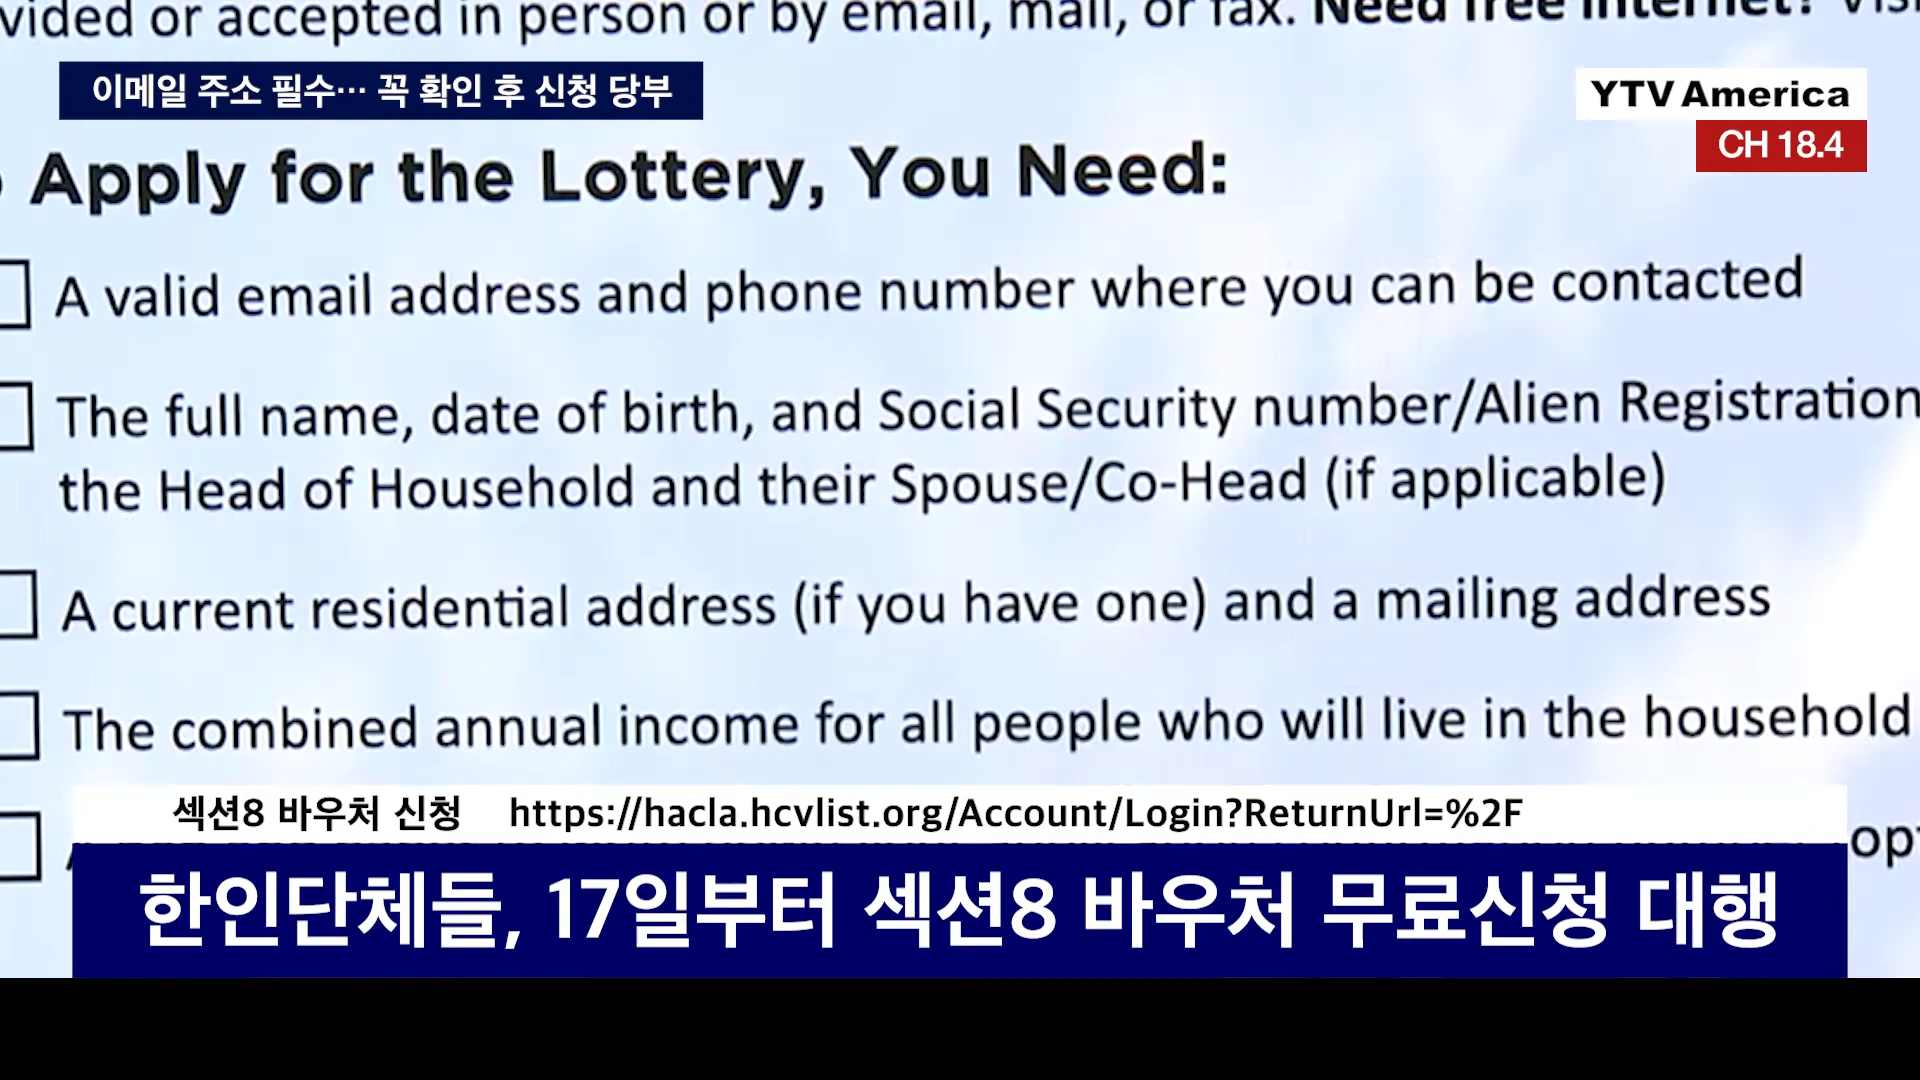 vided or accepted in person or by email, mail, or fax. Need free internet?
이메일 주소 필수… 꼭 확인 후 신청 당부
YTV America
CH 18.4
Apply for the Lottery, You Need:
A valid email address and phone number where you can be contacted
The full name, date of birth, and Social Security number/Alien Registration
the Head of Household and their Spouse/Co-Head (if applicable)
A current residential address (if you have one) and a mailing address
The combined annual income for all people who will live in the household
섹션8 바우처 신청 https://hacla.hcvlist.org/Account/Login?ReturnUrl=%2F
한인단체들, 17일부터 섹션8 바우처 무료신청 대행